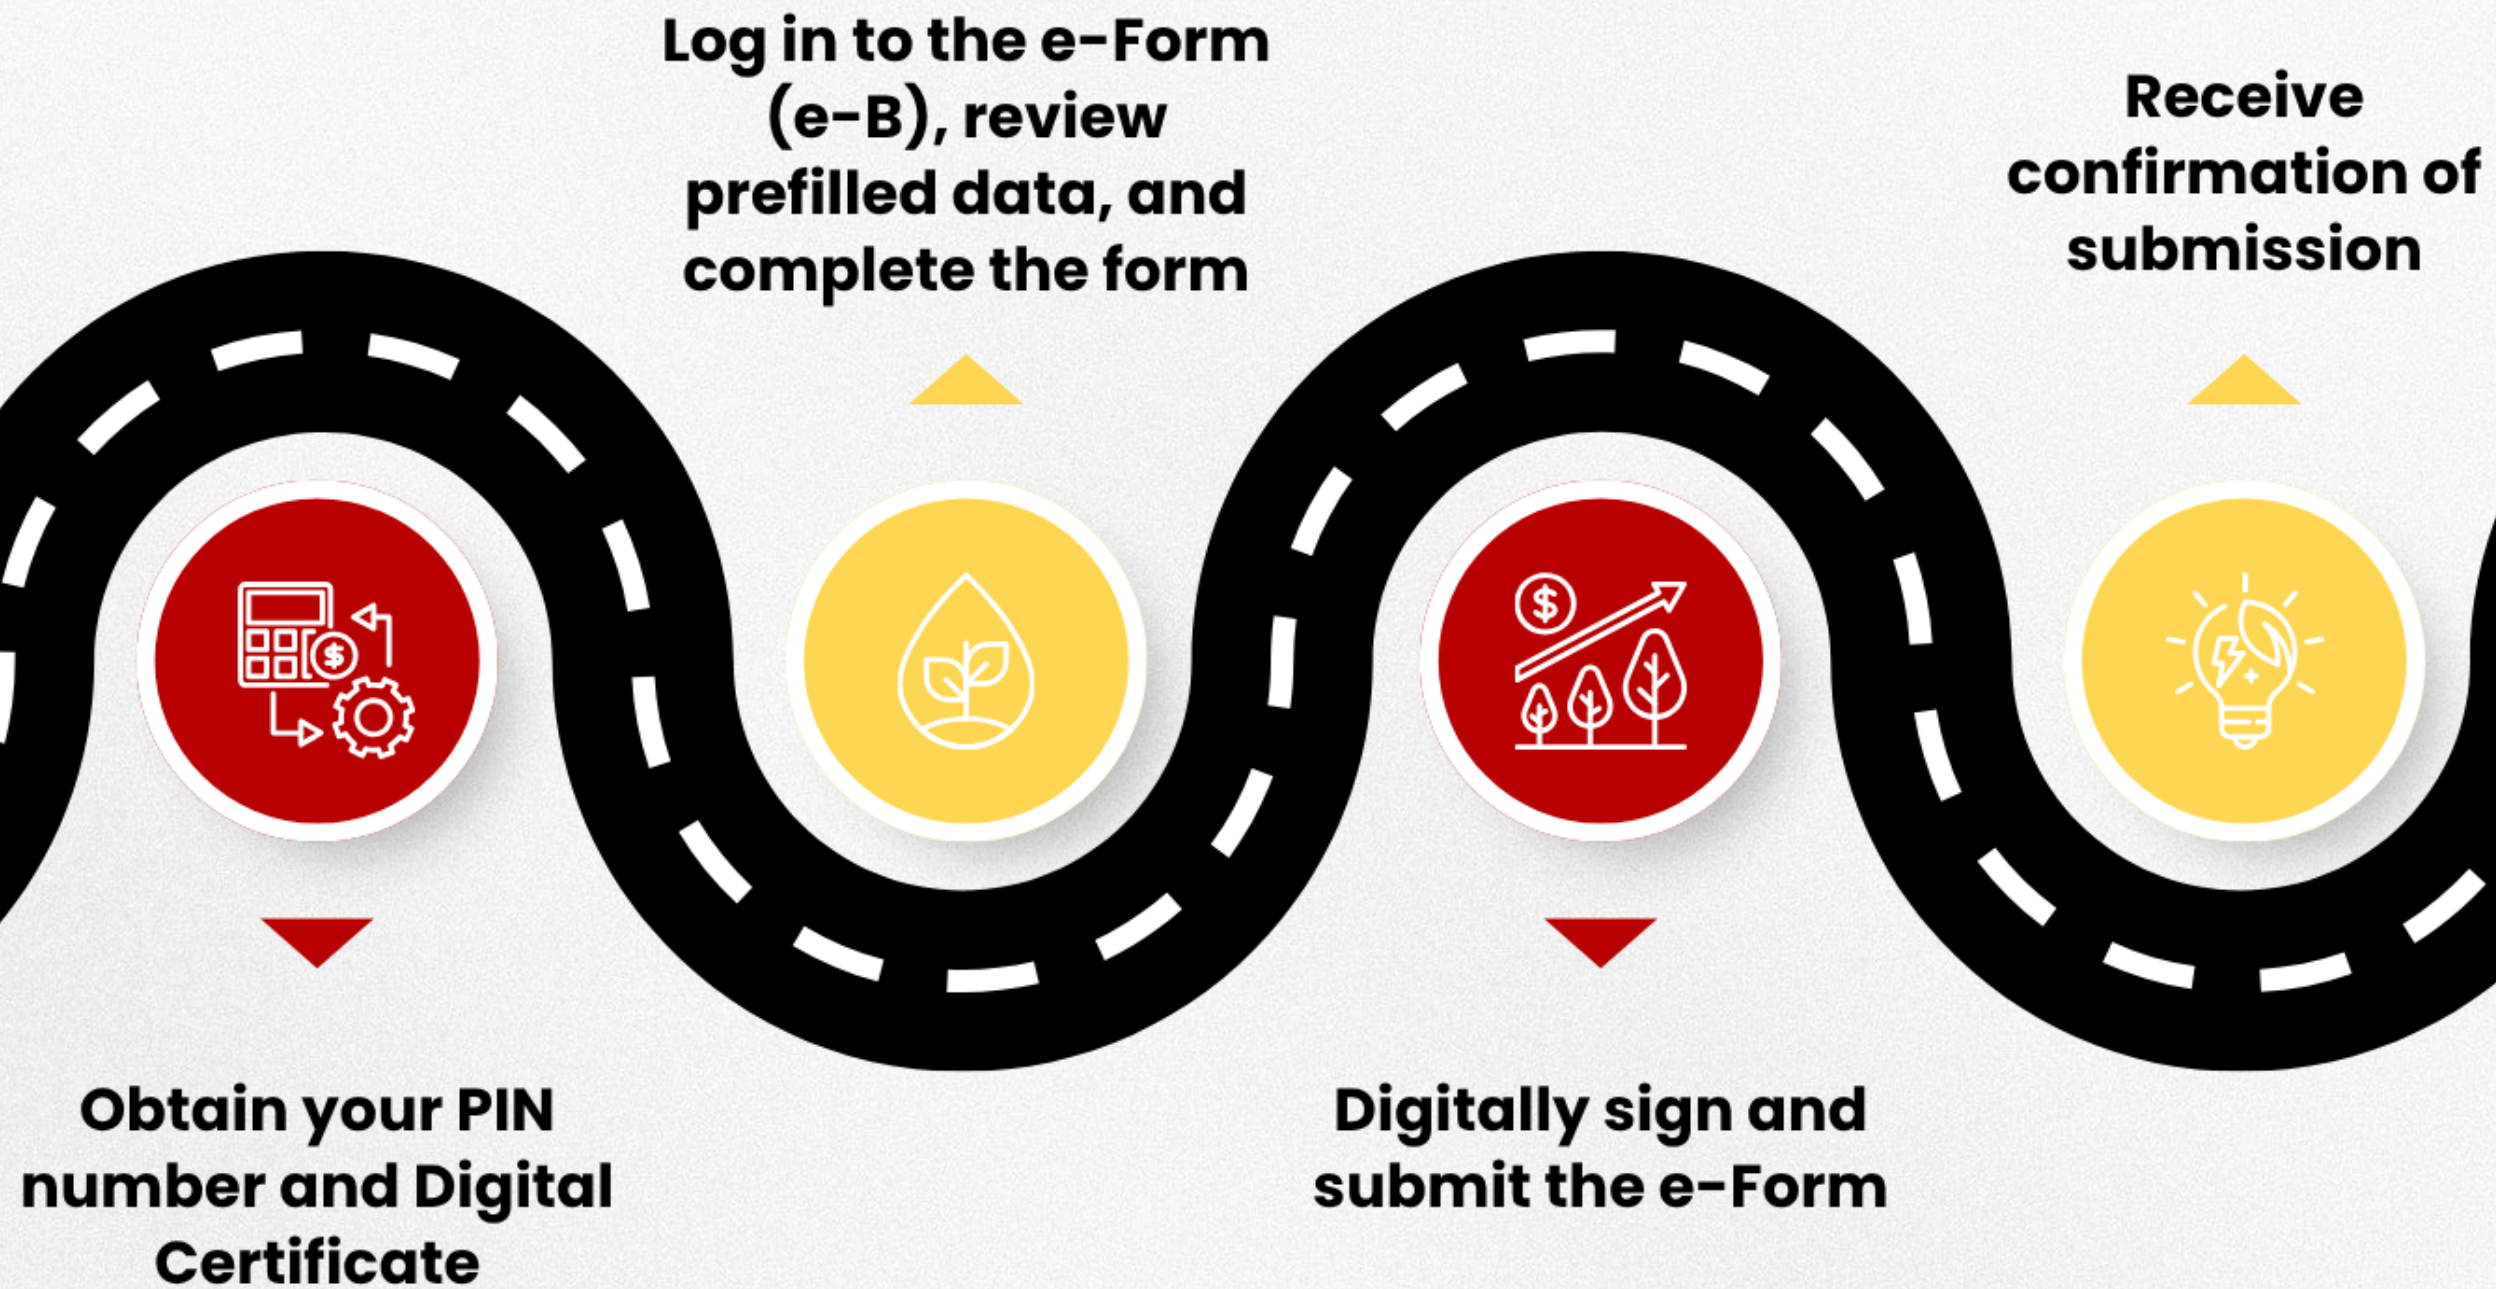 Log in to the e-Form
(e-B), review
prefilled data, and
complete the form
Receive
confirmation of
submission
$
$
Obtain your PIN
number and Digital
Certificate
Digitally sign and
submit the e-Form